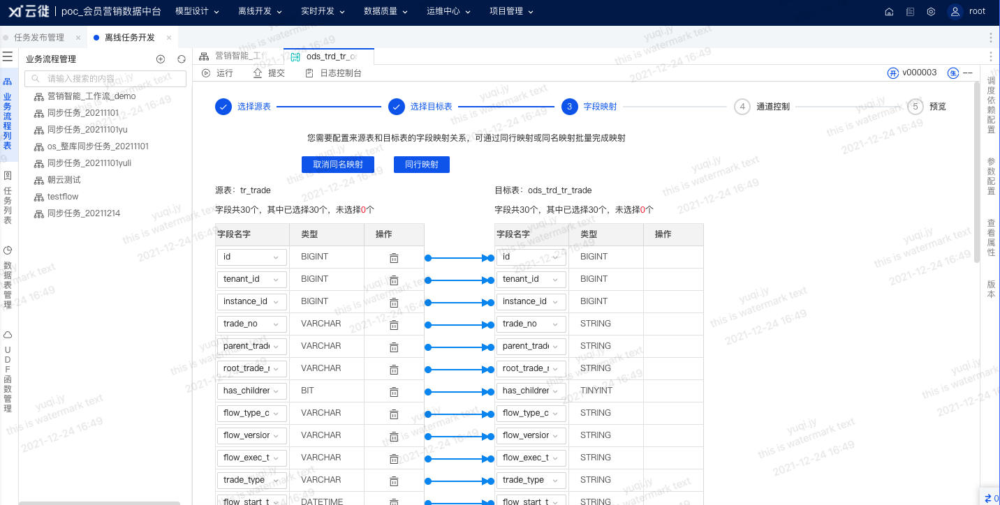 云徙 | poc_会员营销数据中台 模型设计 离线开发 实时开发 数据质量 运维中心 项目管理 root
任务发布管理 × 离线任务开发 ×
业务流程管理
请输入搜索的内容
营销智能_工作流_demo
同步任务_20211101
同步任务_20211101yu
os_整库同步任务_20211101
同步任务_20211101yuli
朝云测试
testflow
同步任务_20211214
业务流程列表
任务列表
数据表管理
UDF函数管理
营销智能_工作 ods_trd_tr_or
运行 提交 日志控制台 开 v000003 生 --
选择源表 选择目标表 3 字段映射 4 通道控制 5 预览
您需要配置来源表和目标表的字段映射关系，可通过同行映射或同名映射批量完成映射
取消同名映射 同行映射
源表：tr_trade 目标表：ods_trd_tr_trade
字段共30个，其中已选择30个，未选择0个 字段共30个，其中已选择30个，未选择0个
字段名字 类型 操作 字段名字 类型 操作
id BIGINT id BIGINT
tenant_id BIGINT tenant_id BIGINT
instance_id BIGINT instance_id BIGINT
trade_no VARCHAR trade_no STRING
parent_trade VARCHAR parent_trade STRING
root_trade_r VARCHAR root_trade_r STRING
has_childrer BIT has_childrer TINYINT
flow_type_c VARCHAR flow_type_c STRING
flow_versior VARCHAR flow_versior STRING
flow_exec_t VARCHAR flow_exec_t STRING
trade_type VARCHAR trade_type STRING
flow_start_t DATETIME flow_start_t STRING
调度依赖配置
参数配置
查看属性
版本
0
yuqi.jy
this is watermark text
2021-12-24 16:49